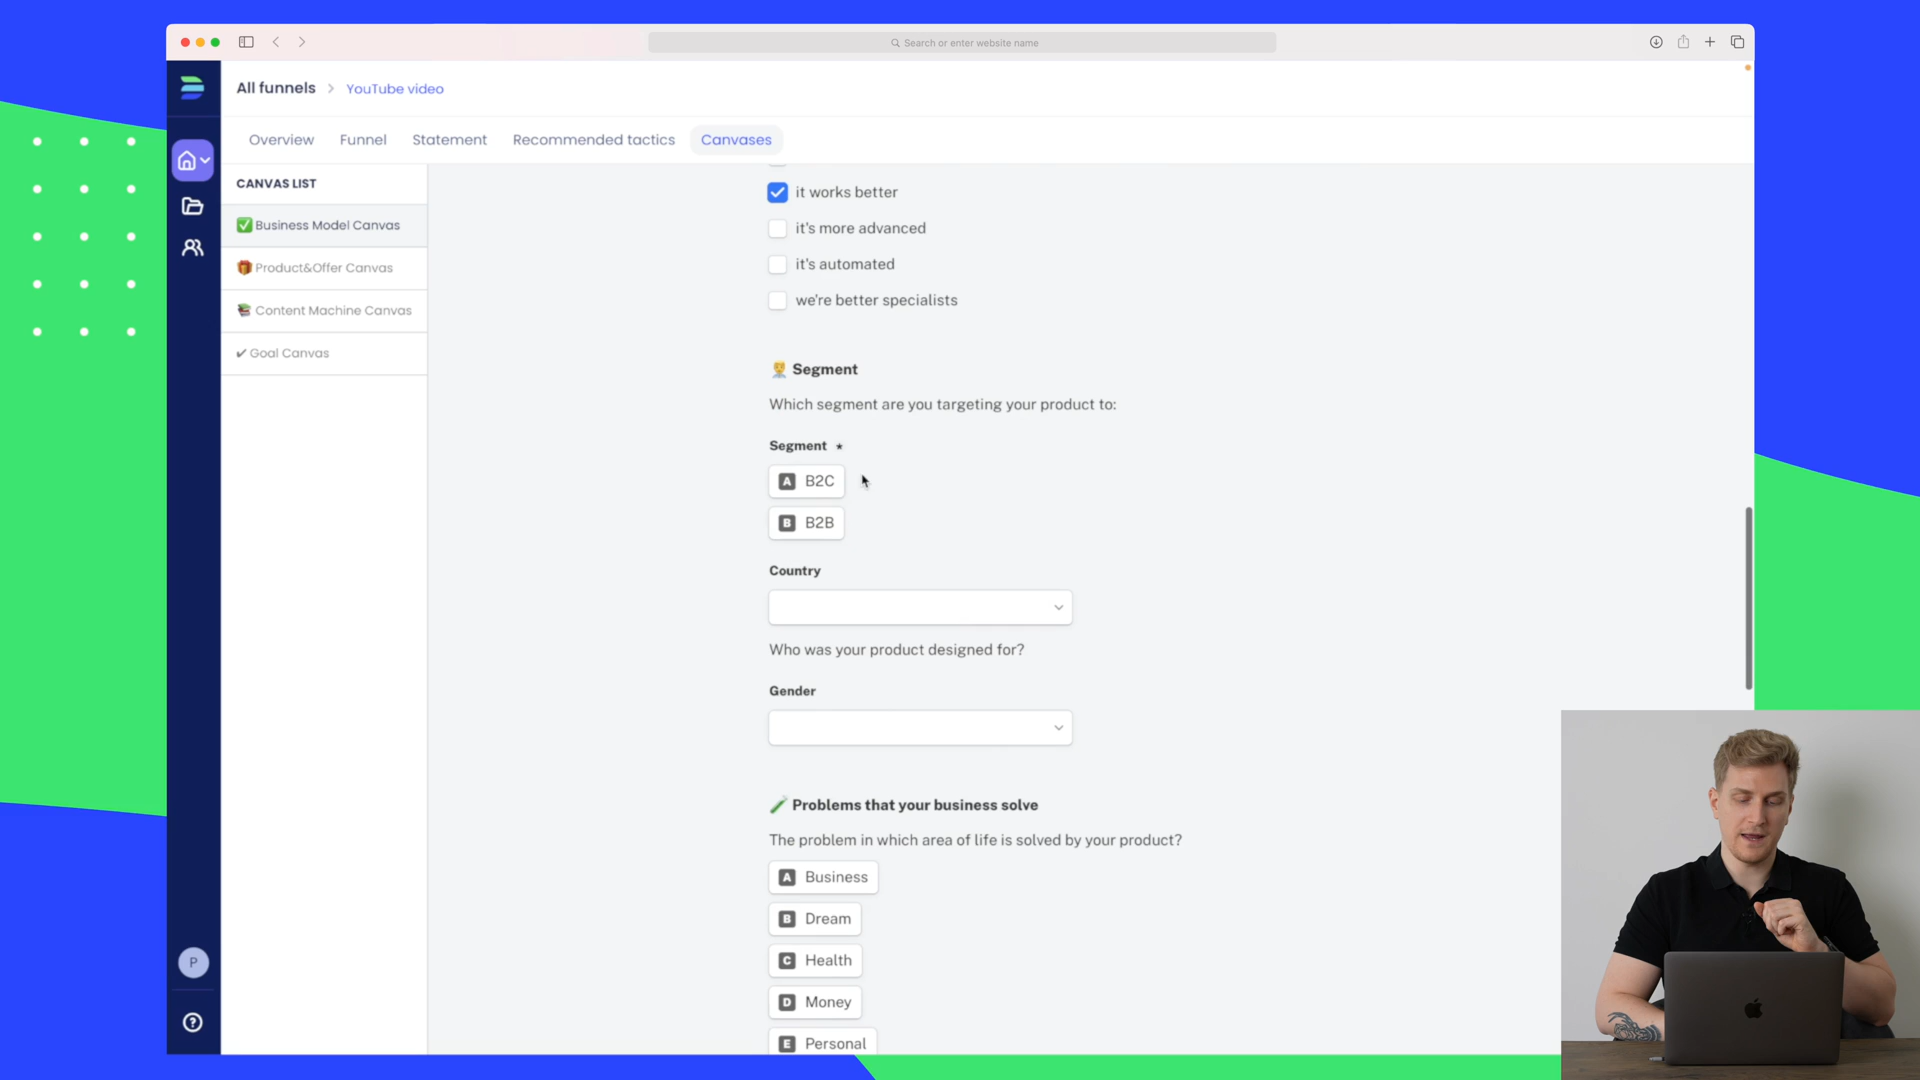 Search or enter website name
All funnels > YouTube video
Overview Funnel Statement Recommended tactics Canvases
CANVAS LIST
Business Model Canvas
Product&Offer Canvas
Content Machine Canvas
Goal Canvas
it works better
it's more advanced
it's automated
we're better specialists
Segment
Which segment are you targeting your product to:
Segment *
A B2C
B B2B
Country
Who was your product designed for?
Gender
Problems that your business solve
The problem in which area of life is solved by your product?
A Business
B Dream
C Health
D Money
E Personal
P
?